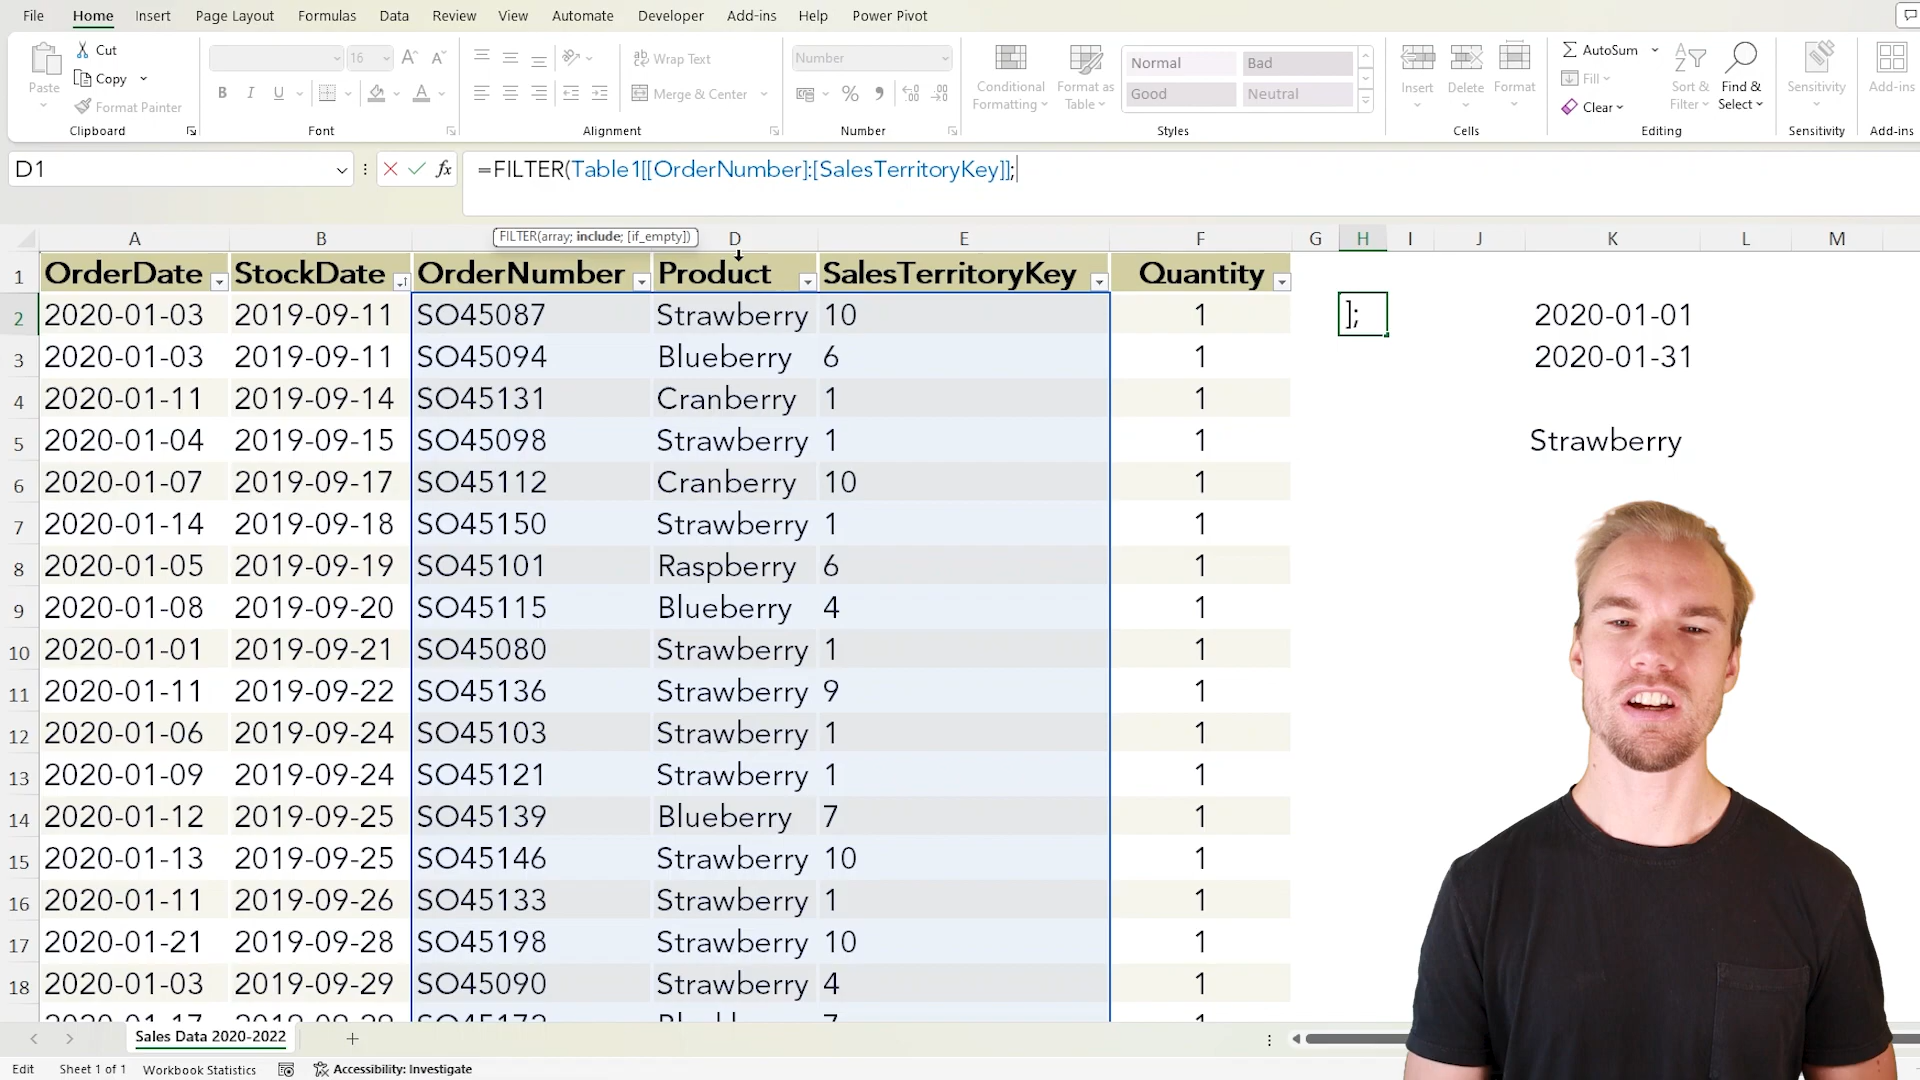 File Home Insert Page Layout Formulas Data Review View Automate Developer Add-ins Help Power Pivot
Paste Cut Copy Format Painter Clipboard
16 B I U Font
Wrap Text Merge & Center Alignment
Number % Number
Conditional Formatting Format as Table Normal Bad Good Neutral Styles
Insert Delete Format Cells
AutoSum Fill Clear Sort & Filter Find & Select Editing
Sensitivity Sensitivity
Add-ins Add-ins
D1 fx =FILTER(Table1[[OrderNumber]:[SalesTerritoryKey]];
FILTER(array; include; [if_empty])
A B D E F G H I J K L M
1 OrderDate StockDate OrderNumber Product SalesTerritoryKey Quantity
2 2020-01-03 2019-09-11 SO45087 Strawberry 10 1 ]; 2020-01-01
3 2020-01-03 2019-09-11 SO45094 Blueberry 6 1 2020-01-31
4 2020-01-11 2019-09-14 SO45131 Cranberry 1 1
5 2020-01-04 2019-09-15 SO45098 Strawberry 1 1 Strawberry
6 2020-01-07 2019-09-17 SO45112 Cranberry 10 1
7 2020-01-14 2019-09-18 SO45150 Strawberry 1 1
8 2020-01-05 2019-09-19 SO45101 Raspberry 6 1
9 2020-01-08 2019-09-20 SO45115 Blueberry 4 1
10 2020-01-01 2019-09-21 SO45080 Strawberry 1 1
11 2020-01-11 2019-09-22 SO45136 Strawberry 9 1
12 2020-01-06 2019-09-24 SO45103 Strawberry 1 1
13 2020-01-09 2019-09-24 SO45121 Strawberry 1 1
14 2020-01-12 2019-09-25 SO45139 Blueberry 7 1
15 2020-01-13 2019-09-25 SO45146 Strawberry 10 1
16 2020-01-11 2019-09-26 SO45133 Strawberry 1 1
17 2020-01-21 2019-09-28 SO45198 Strawberry 10 1
18 2020-01-03 2019-09-29 SO45090 Strawberry 4 1
Sales Data 2020-2022
Edit Sheet 1 of 1 Workbook Statistics Accessibility: Investigate